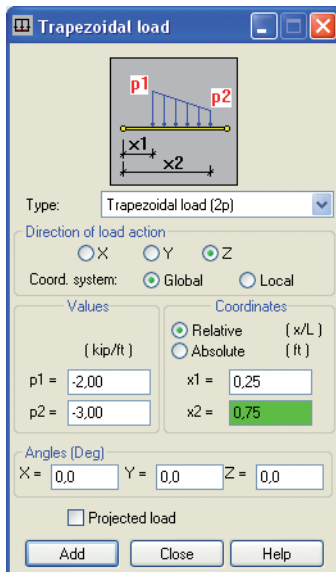 Trapezoidal load
p1
p2
x1
x2
Type: Trapezoidal load (2p)
Direction of load action
X Y Z
Coord. system: Global Local
Values
(kip/ft)
p1 = -2,00
p2 = -3,00
Coordinates
Relative (x/L)
Absolute (ft)
x1 = 0,25
x2 = 0,75
Angles (Deg)
X = 0,0 Y = 0,0 Z = 0,0
Projected load
Add Close Help